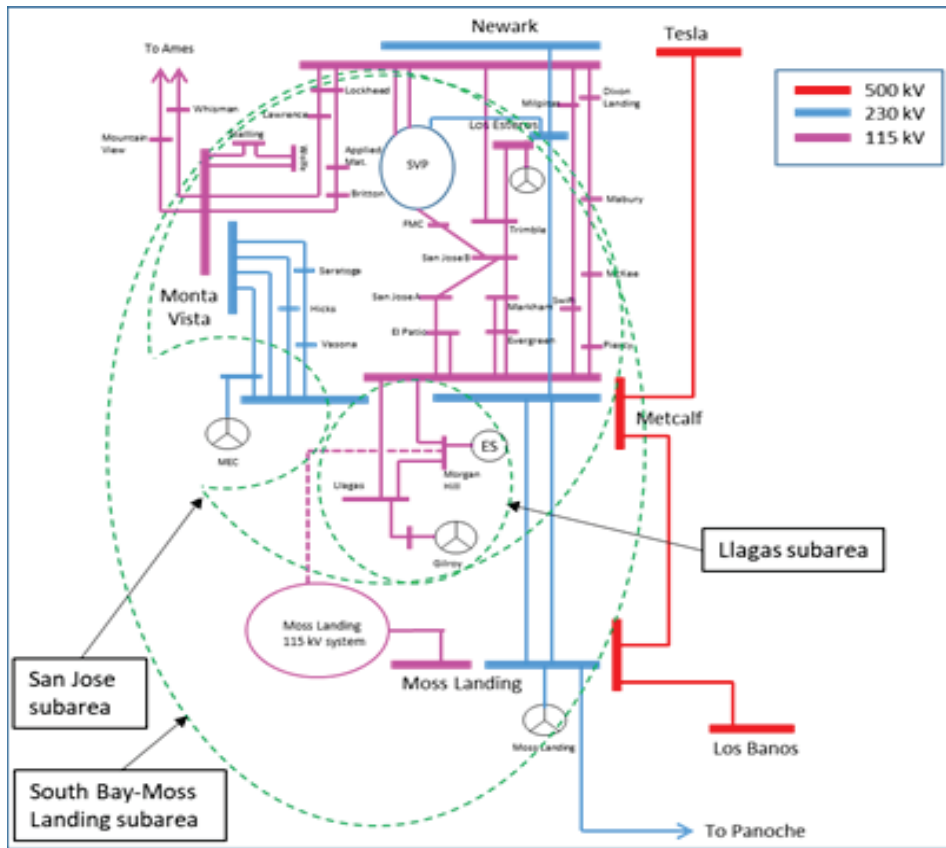 Newark
Tesla
To Ames
500 kV
230 kV
115 kV
Lockheed
Whisman
Lawrence
Milpitas
Dixon
Landing
Mountain
View
Stelling
Wolfe
Los Esteros
Applied
Mat.
Britton
SVP
Mabury
FMC
Trimble
San Jose B
Saratoga
McKee
Monta
Vista
San Jose A
Hicks
Markham
Swift
El Patio
Evergreen
Vasona
Piercy
Metcalf
MEC
ES
Morgan
Hill
Llagas
Llagas subarea
Gilroy
Moss Landing
115 kV system
San Jose
subarea
Moss Landing
Moss Landing
Los Banos
South Bay-Moss
Landing subarea
To Panoche